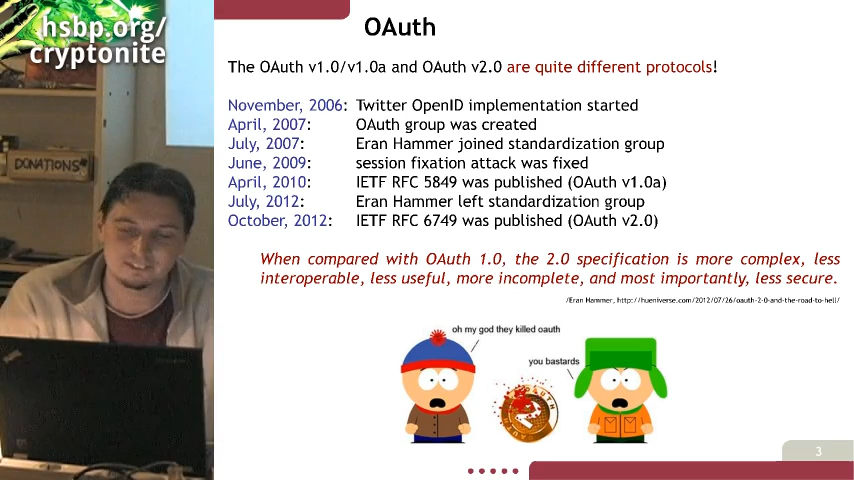 hsbp.org/
cryptonite
DONATIONS
OAuth
The OAuth v1.0/v1.0a and OAuth v2.0 are quite different protocols!
November, 2006: Twitter OpenID implementation started
April, 2007: OAuth group was created
July, 2007: Eran Hammer joined standardization group
June, 2009: session fixation attack was fixed
April, 2010: IETF RFC 5849 was published (OAuth v1.0a)
July, 2012: Eran Hammer left standardization group
October, 2012: IETF RFC 6749 was published (OAuth v2.0)
When compared with OAuth 1.0, the 2.0 specification is more complex, less
interoperable, less useful, more incomplete, and most importantly, less secure.
/Eran Hammer, http://hueniverse.com/2012/07/26/oauth-2-0-and-the-road-to-hell/
oh my god they killed oauth
you bastards
OAUTH
2
3